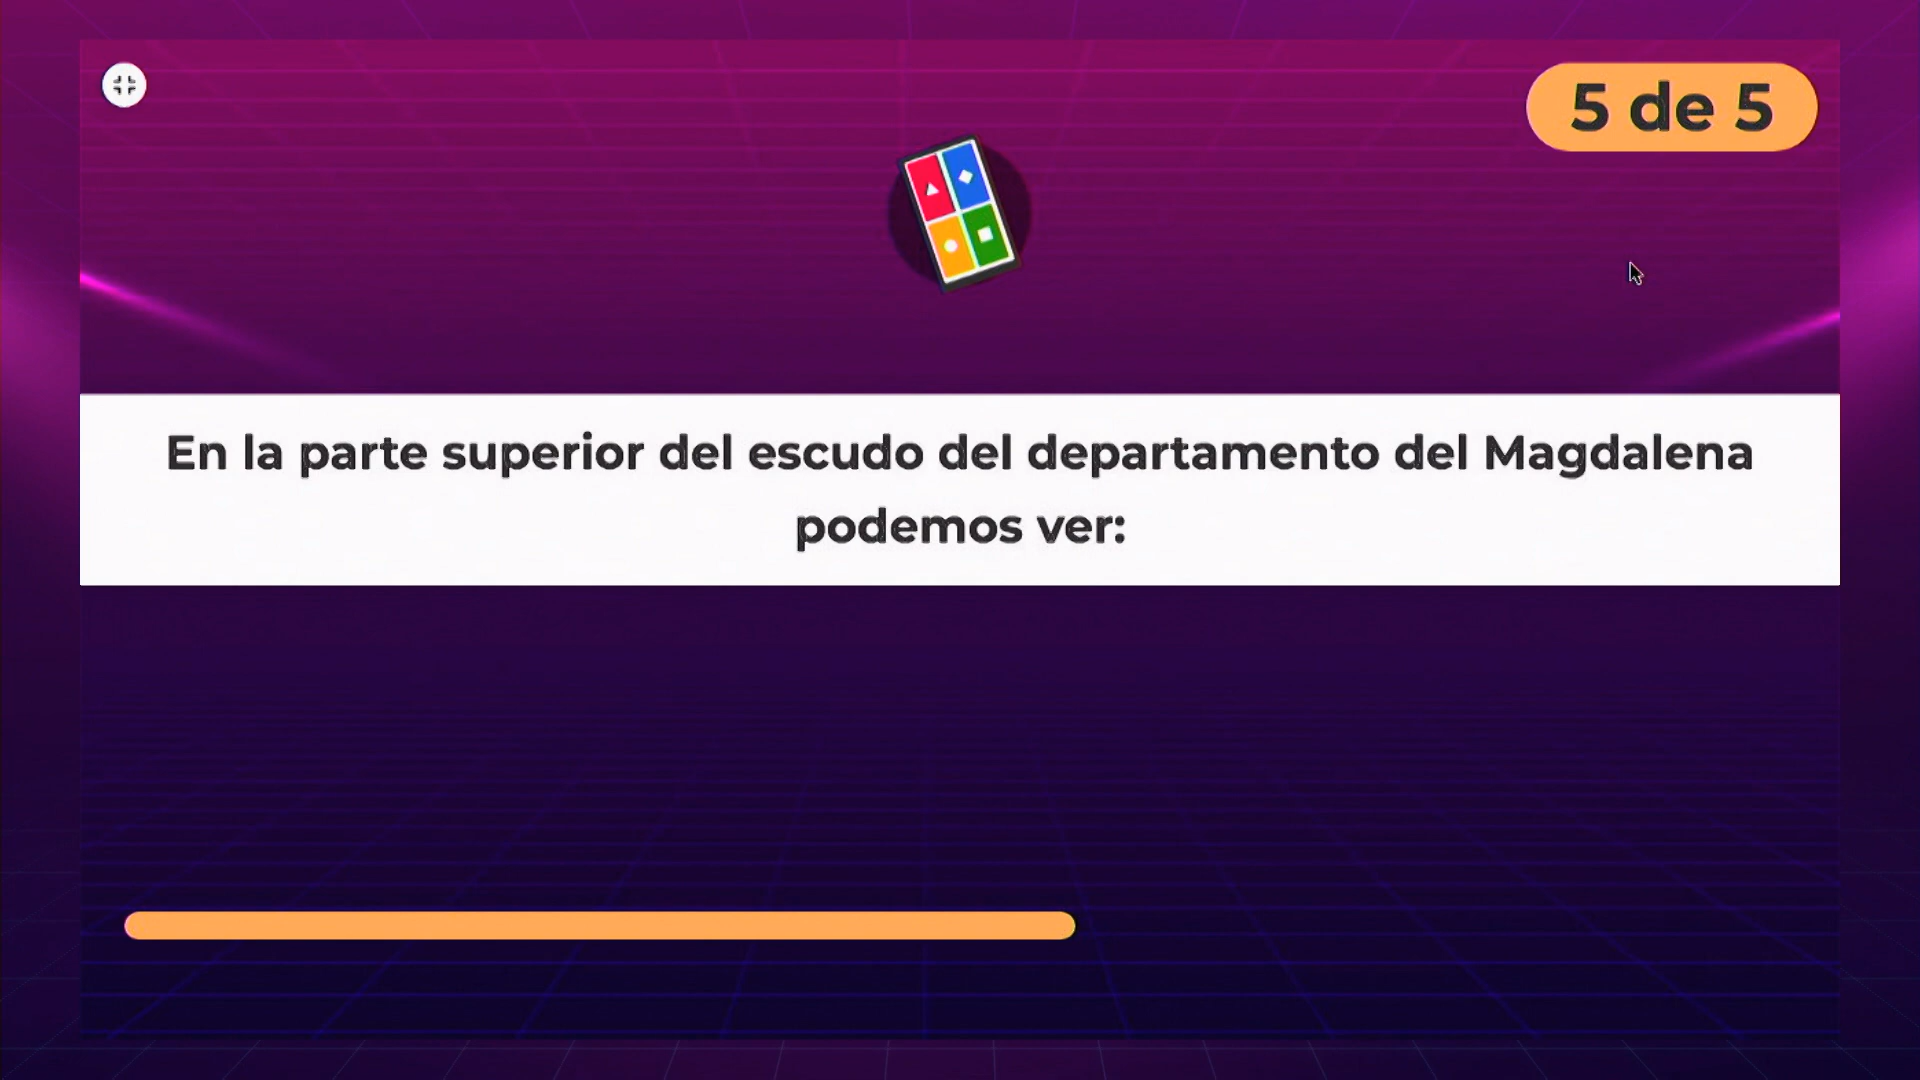 5 de 5
En la parte superior del escudo del departamento del Magdalena
podemos ver: